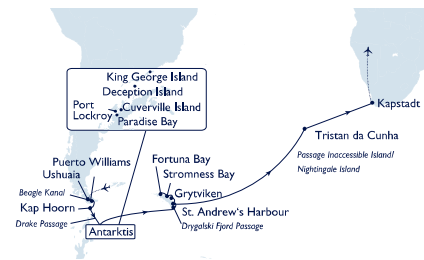 King George Island
Deception Island
Cuverville Island
Port
Lockroy
Paradise Bay
Kapstadt
Tristan da Cunha
Passage Inaccessible Island/
Nightingale Island
Puerto Williams
Ushuaia
Fortuna Bay
Stromness Bay
Beagle Kanal
Grytviken
Kap Hoorn
St. Andrew's Harbour
Drake Passage
Drygalski Fjord Passage
Antarktis